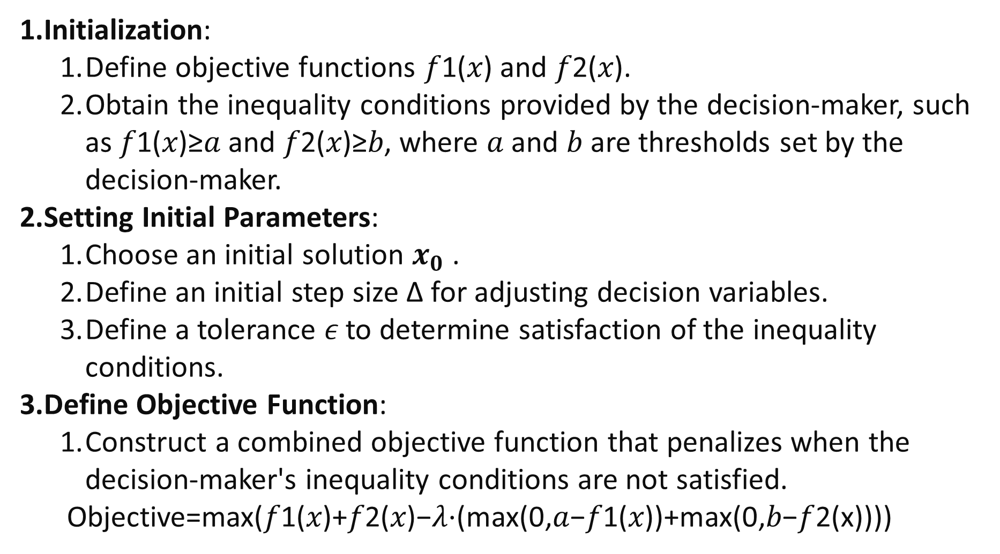 1.Initialization:
1.Define objective functions 𝑓1(𝑥) and 𝑓2(𝑥).
2.Obtain the inequality conditions provided by the decision-maker, such
as 𝑓1(𝑥)≥𝑎 and 𝑓2(𝑥)≥𝑏, where 𝑎 and 𝑏 are thresholds set by the
decision-maker.
2.Setting Initial Parameters:
1.Choose an initial solution 𝒙₀ .
2.Define an initial step size Δ for adjusting decision variables.
3.Define a tolerance 𝜖 to determine satisfaction of the inequality
conditions.
3.Define Objective Function:
1.Construct a combined objective function that penalizes when the
decision-maker's inequality conditions are not satisfied.
Objective=max(𝑓1(𝑥)+𝑓2(𝑥)−𝜆⋅(max(0,𝑎−𝑓1(𝑥))+max(0,𝑏−𝑓2(x))))